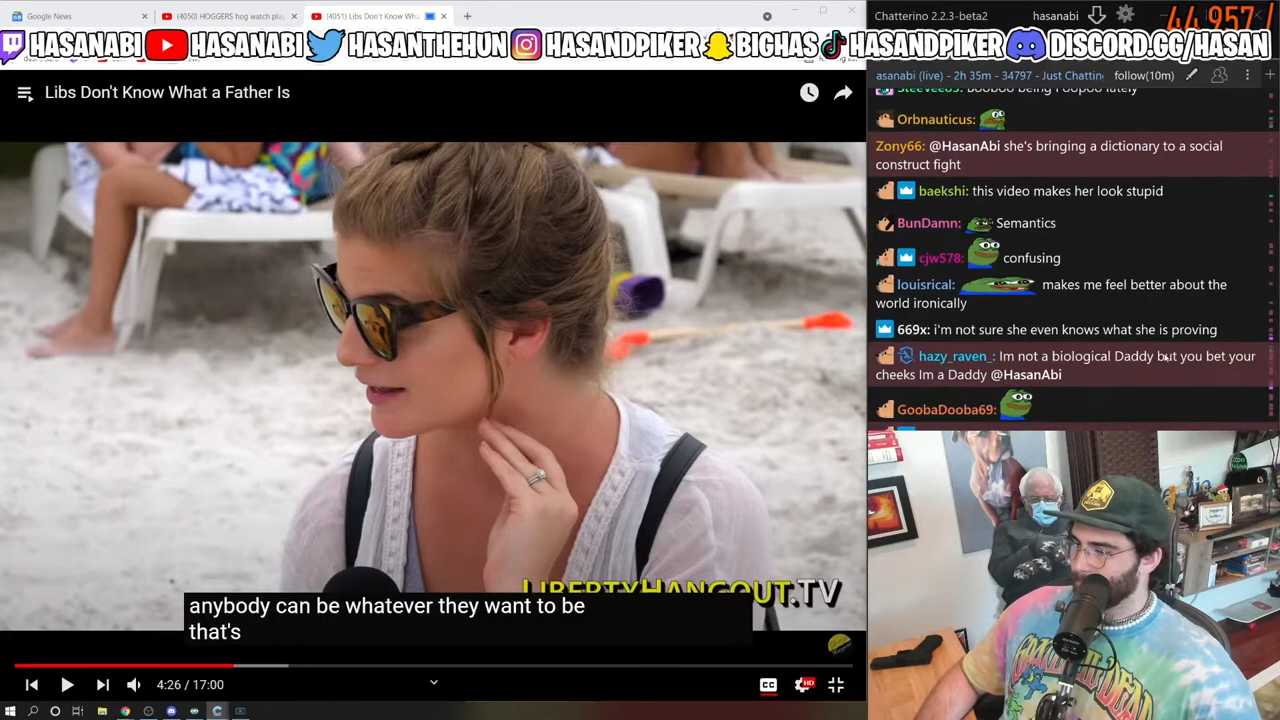 Google News
(4050) HOGGERS hog watch pla
(4051) Libs Don't Know Wha
Chatterino 2.2.3-beta2
hasanabi
44,957 /
HASANABI
HASANABI
HASANTHEHUN
HASANDPIKER
BIGHAS
HASANDPIKER
DISCORD.GG/HASAN
asanabi (live) - 2h 35m - 34797 - Just Chattin
follow(10m)
Libs Don't Know What a Father Is
Orbnauticus:
Zony66: @HasanAbi she's bringing a dictionary to a social
construct fight
baekshi: this video makes her look stupid
BunDamn: Semantics
cjw578: confusing
louisrical: makes me feel better about the
world ironically
669x: i'm not sure she even knows what she is proving
hazy_raven_: Im not a biological Daddy but you bet your
cheeks Im a Daddy @HasanAbi
GoobaDooba69:
LIBERTYHANGOUT.TV
anybody can be whatever they want to be
that's
4:26 / 17:00
CC
HD